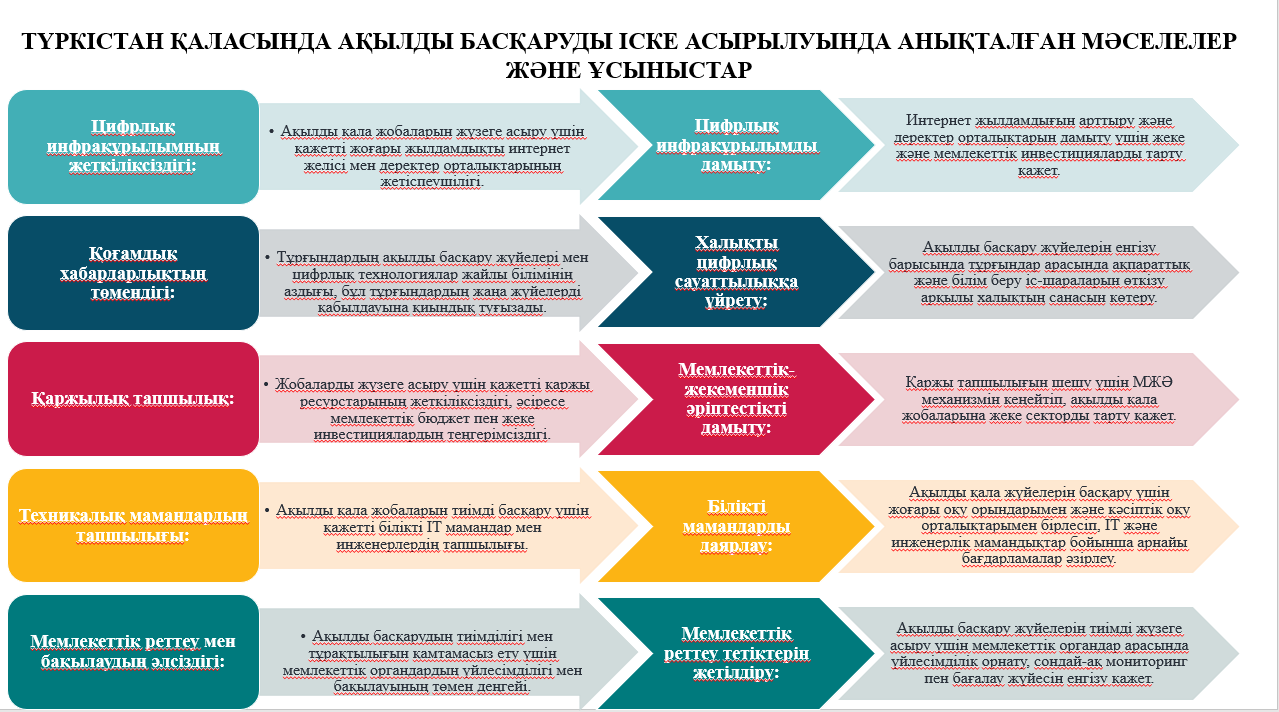 ТҮРКІСТАН ҚАЛАСЫНДА АҚЫЛДЫ БАСҚАРУДЫ ІСКЕ АСЫРЫЛУЫНДА АНЫҚТАЛҒАН МӘСЕЛЕЛЕР
ЖӘНЕ ҰСЫНЫСТАР
Цифрлық
инфрақұрылымның
жеткіліксіздігі:
• Ақылды қала жобаларын жүзеге асыру үшін
қажетті жоғары жылдамдықты интернет
желісі мен деректер орталықтарының
жетіспеушілігі.
Цифрлық
инфрақұрылымды
дамыту:
Интернет жылдамдығын арттыру және
деректер орталықтарын дамыту үшін жеке
және мемлекеттік инвестицияларды тарту
қажет.
Қоғамдық
хабардарлықтың
төмендігі:
• Тұрғындардың ақылды басқару жүйелері мен
цифрлық технологиялар жайлы білімінің
аздығы, бұл тұрғындардың жаңа жүйелерді
қабылдауына қиындық туғызады.
Халықты
цифрлық
сауаттылыққа
үйрету:
Ақылды басқару жүйелерін енгізу
барысында тұрғындар арасында ақпараттық
және білім беру іс-шараларын өткізу
арқылы халықтың санасын көтеру.
Қаржылық тапшылық:
• Жобаларды жүзеге асыру үшін қажетті қаржы
ресурстарының жеткіліксіздігі, әсіресе
мемлекеттік бюджет пен жеке
инвестициялардың теңгерімсіздігі.
Мемлекеттік-
жекеменшік
әріптестікті
дамыту:
Қаржы тапшылығын шешу үшін МЖӘ
механизмін кеңейтіп, ақылды қала
жобаларына жеке секторды тарту қажет.
Техникалық мамандардың
тапшылығы:
• Ақылды қала жобаларын тиімді басқару үшін
қажетті білікті IT мамандар мен
инженерлердің тапшылығы.
Білікті
мамандарды
даярлау:
Ақылды қала жүйелерін басқару үшін
жоғары оқу орындарымен және кәсіптік оқу
орталықтарымен бірлесіп, IT және
инженерлік мамандықтар бойынша арнайы
бағдарламалар әзірлеу.
Мемлекеттік реттеу мен
бақылаудың әлсіздігі:
• Ақылды басқарудың тиімділігі мен
тұрақтылығын қамтамасыз ету үшін
мемлекеттік органдардың үйлесімділігі мен
бақылауының төмен деңгейі.
Мемлекеттік
реттеу тетіктерін
жетілдіру:
Ақылды басқару жүйелерін тиімді жүзеге
асыру үшін мемлекеттік органдар арасында
үйлесімділік орнату, сондай-ақ мониторинг
пен бағалау жүйесін енгізу қажет.